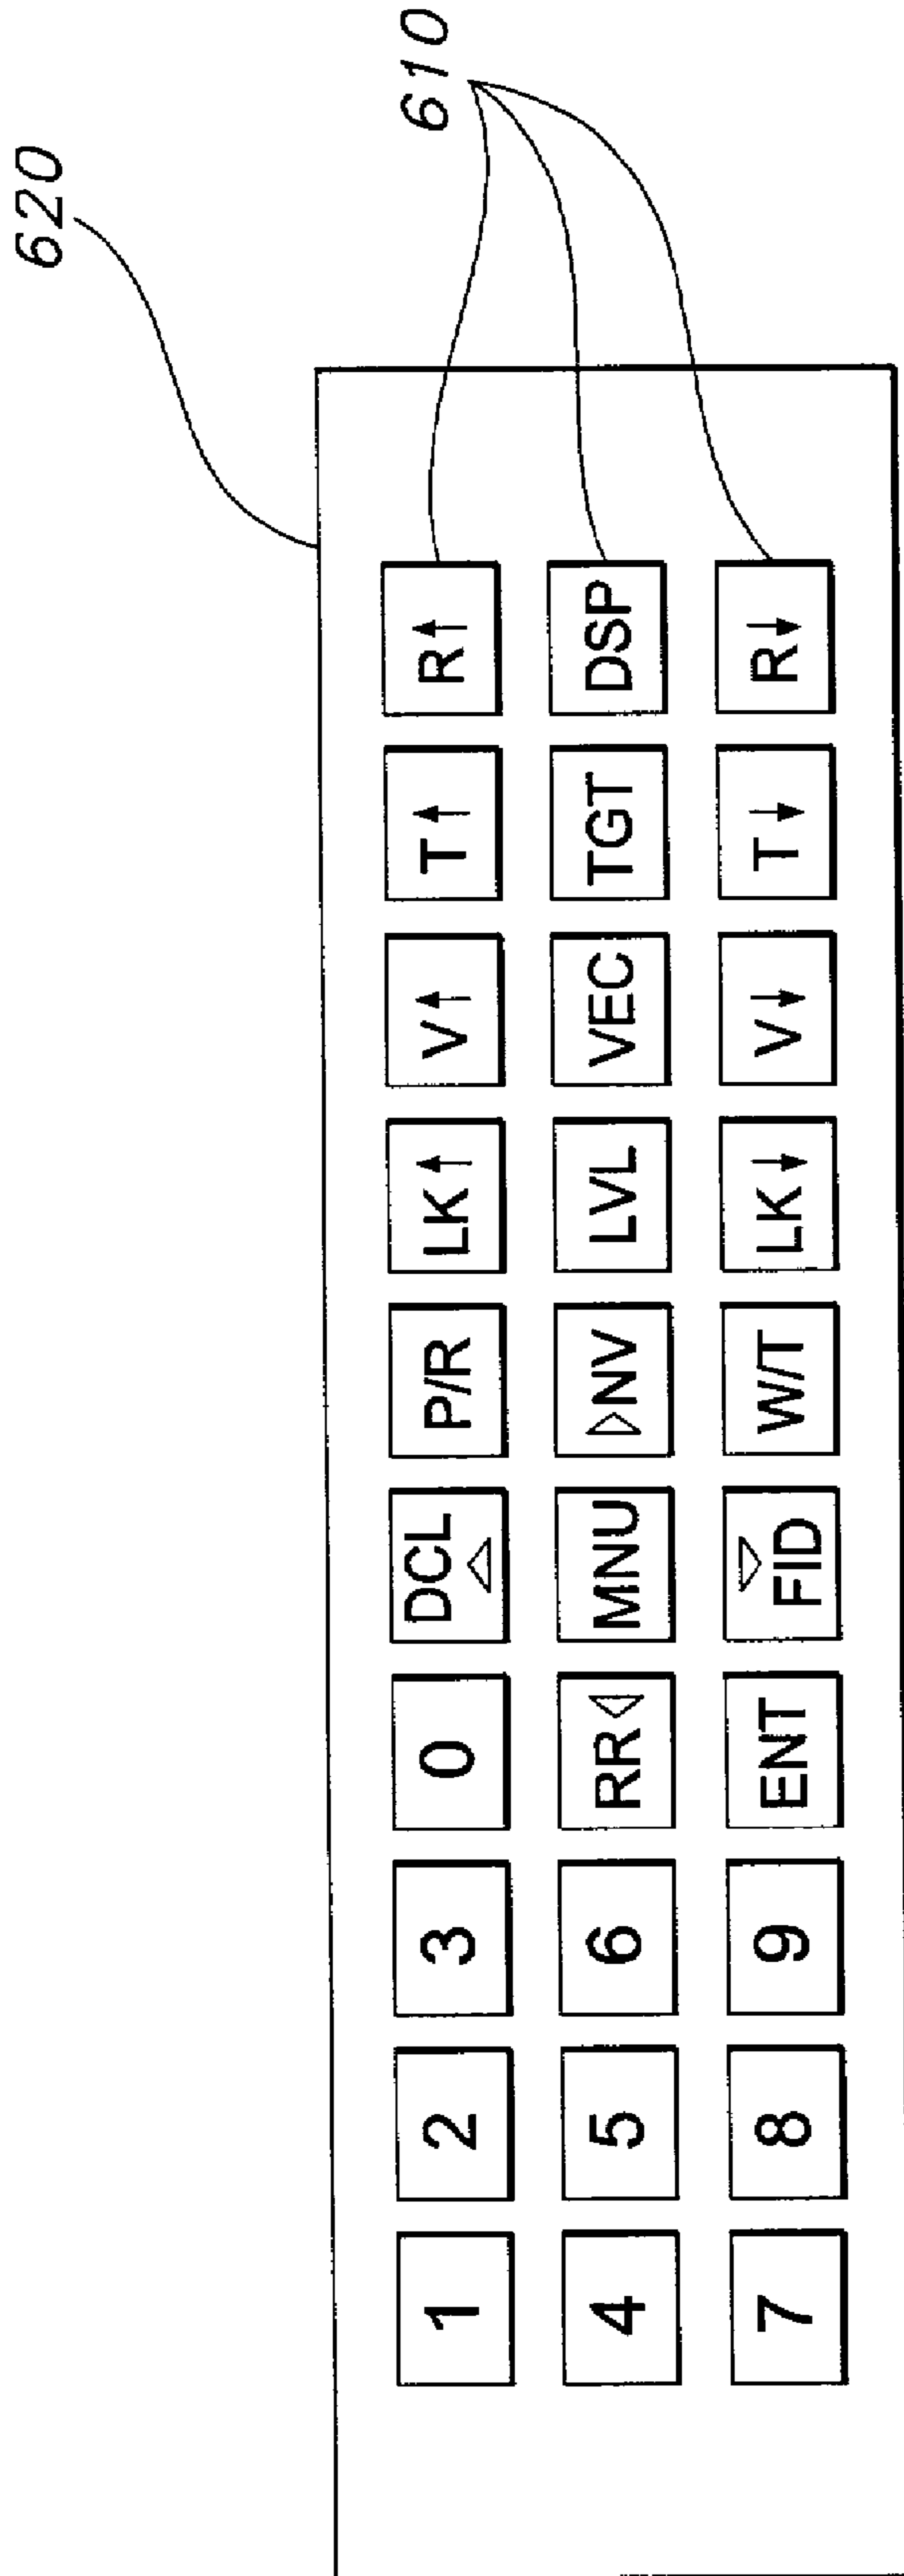 620
610
1 2 3 0 DCL △ P/R LK↑ V↑ T↑ R↑
4 5 6 RR◁ MNU ▷NV LVL VEC TGT DSP
7 8 9 ENT ▽ FID W/T LK↓ V↓ T↓ R↓